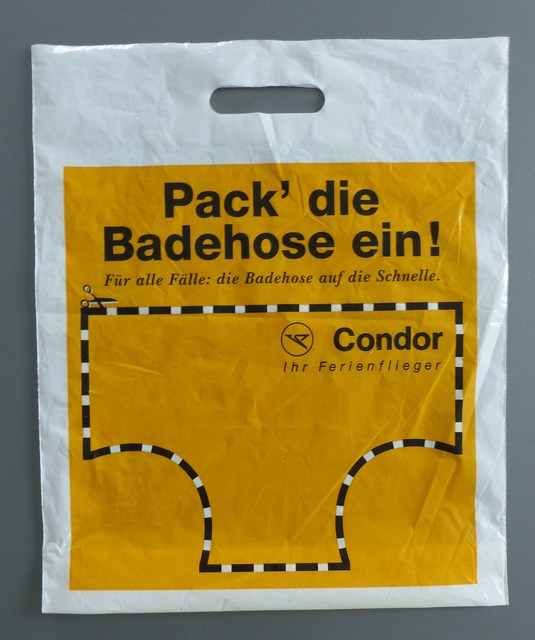 Pack' die
Badehose ein!
Für alle Fälle: die Badehose auf die Schnelle.
Condor
Ihr Ferienflieger